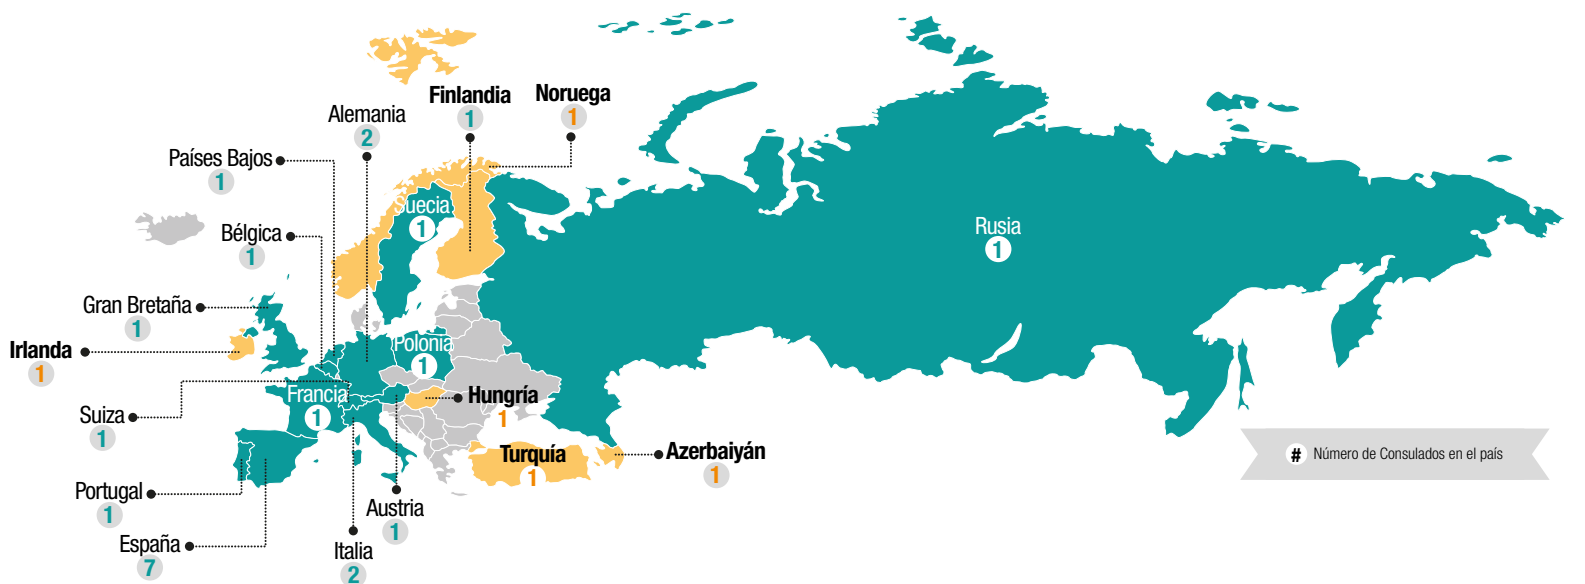 Finlandia
1
Noruega
1
Alemania
2
Países Bajos
1
Suecia
1
Rusia
1
Bélgica
1
Gran Bretaña
1
Irlanda
1
Polonia
1
Suiza
1
Francia
1
Hungría
1
Turquía
1
Azerbaiyán
1
# Número de Consulados en el país
Portugal
1
Austria
1
España
7
Italia
2